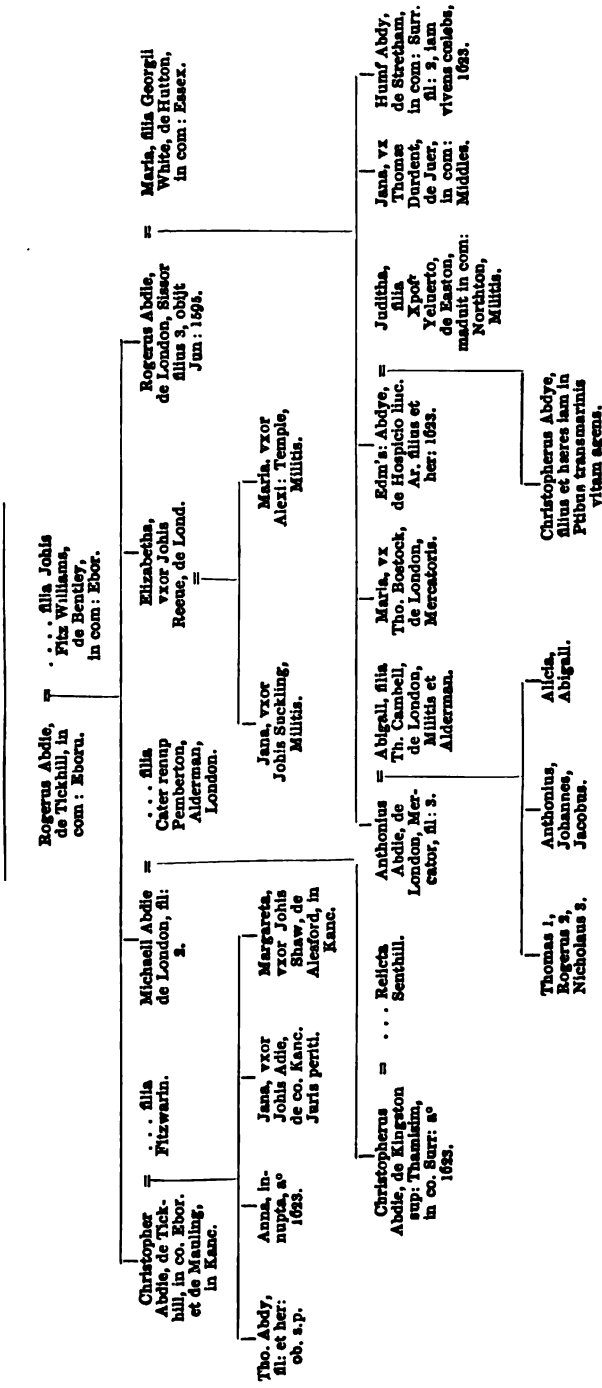 Rogerus Abdie,
de Tickhill, in
com : Eboru.
=
. . . . filia Johis
Fitz Williams,
de Bentley,
in com : Ebor.
Christopher
Abdie, de Tick-
hill, in co. Ebor.
et de Mauling,
in Kanc.
=
. . . filia
Fitzwarin.
Michaell Abdie
de London, fil:
2.
=
. . . filia
Cater renup
Pemberton,
Alderman,
London.
Elizabetha,
vxor Johis
Reeue, de Lond.
=
Rogerus Abdie,
de London, Sissor
filius 3, obijt
Jun : 1595.
=
Maria, filia Georgii
White, de Hutton,
in com : Essex.
Tho. Abdy,
fil: et her:
ob. s.p.
Anna, in-
nupta, aº
1623.
Jana, vxor
Johis Adie,
de co. Kanc.
Juris periti.
Margareta,
vxor Johis
Shaw, de
Alesford, in
Kanc.
Jana, vxor
Johis Suckling,
Militis.
Maria, vxor
Alexi: Temple,
Militis.
Christopherus
Abdie, de Kingston
sup: Thamisim,
in co. Surr: aº
1623.
=
. . . Relicta
Senthill.
Anthonius
Abdie, de
London, Mer-
cator, fil: 3.
=
Abigall, filia
Th. Cambell,
de London,
Militis et
Alderman.
Maria, vx
Tho. Bostock,
de London,
Mercatoris.
Edm's: Abdye,
de Hospicio linc.
Ar. filius et
her: 1623.
=
Juditha,
filia
Xpofr
Yeluerto,
de Easton,
maduit in com:
Northton,
Militis.
Jana, vx
Thomæ
Durdent,
de Juer,
in com:
Middles.
Humf Abdy,
de Stretham,
in com: Surr.
fil: 2, iam
vivens cœlebs,
1623.
Thomas 1,
Rogerus 2,
Nicholaus 3.
Anthonius,
Johannes,
Jacobus.
Alicia,
Abigall.
Christopherus Abdye,
filius et hæres iam in
Ptibus transmarinis
vitam agens.